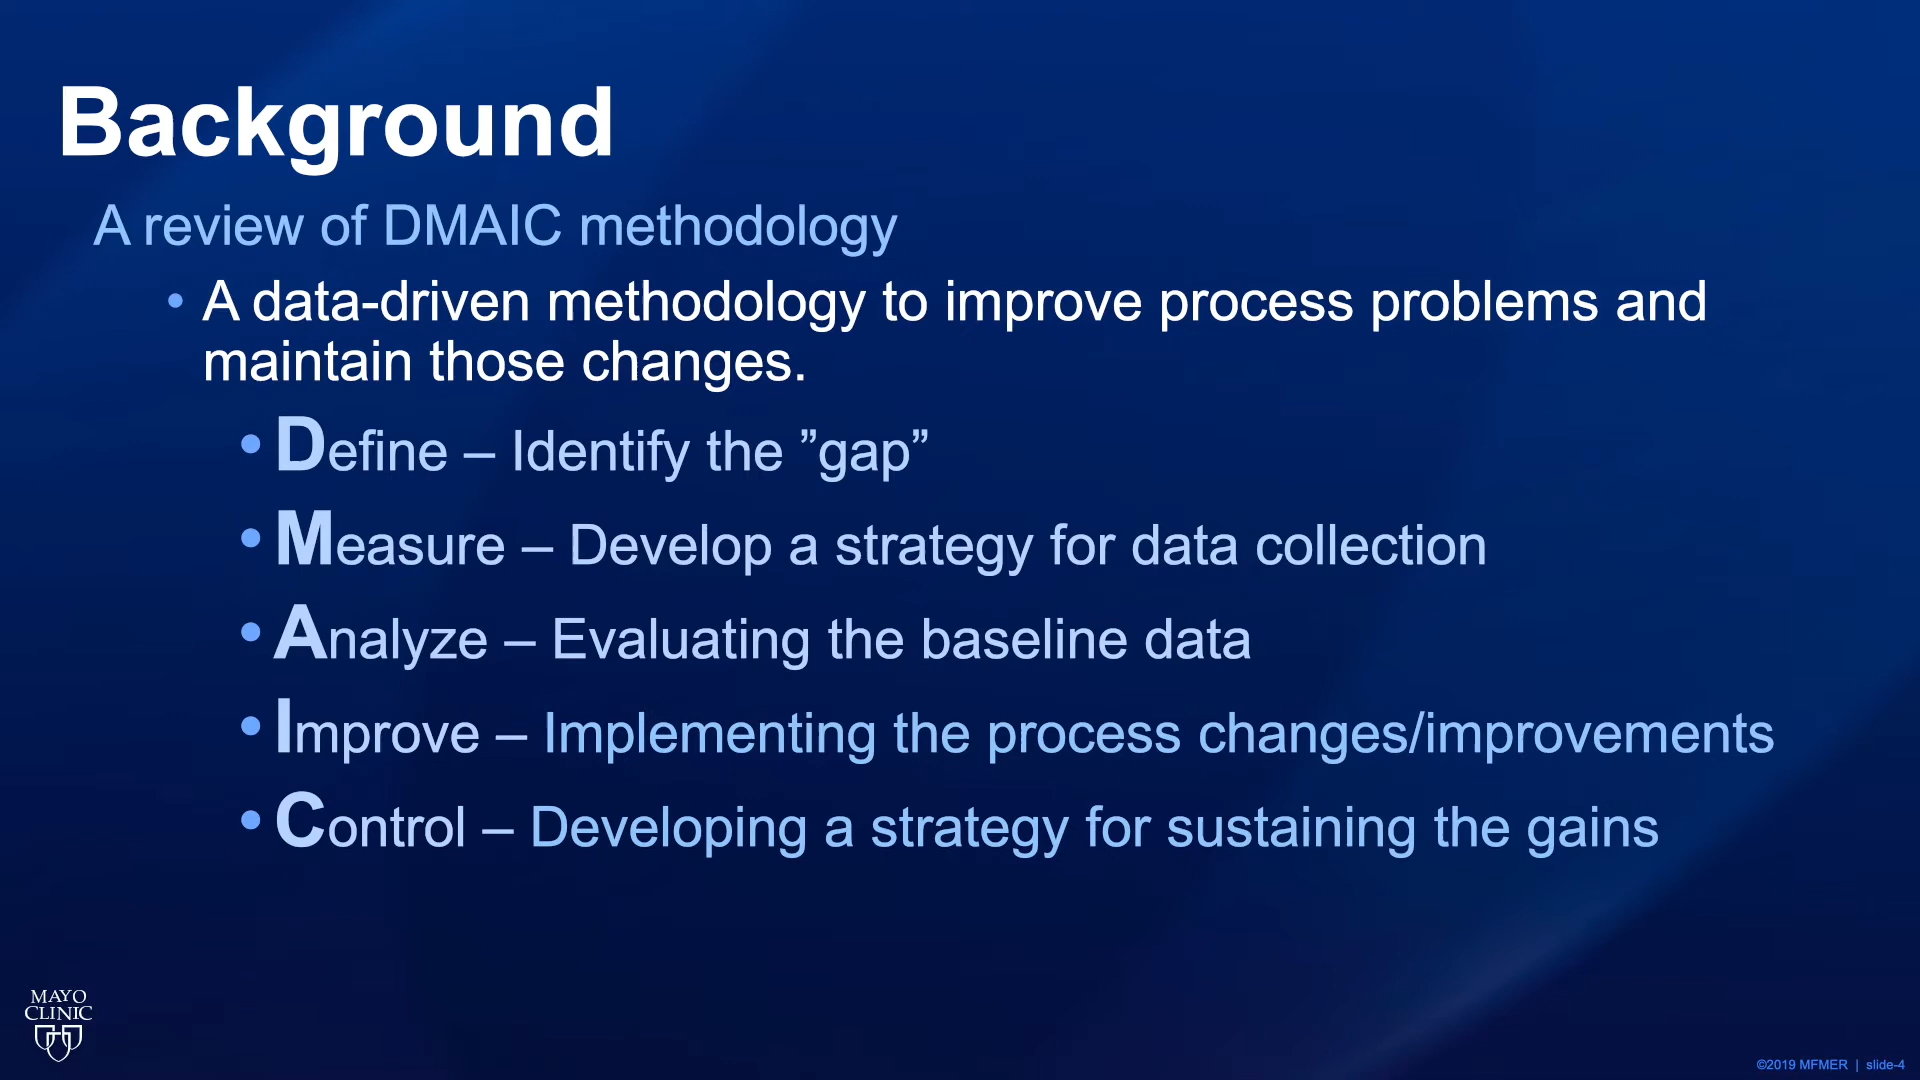 Background
A review of DMAIC methodology
• A data-driven methodology to improve process problems and
maintain those changes.
• Define – Identify the ”gap”
• Measure – Develop a strategy for data collection
• Analyze – Evaluating the baseline data
• Improve – Implementing the process changes/improvements
• Control – Developing a strategy for sustaining the gains
MAYO
CLINIC
©2019 MFMER | slide-4